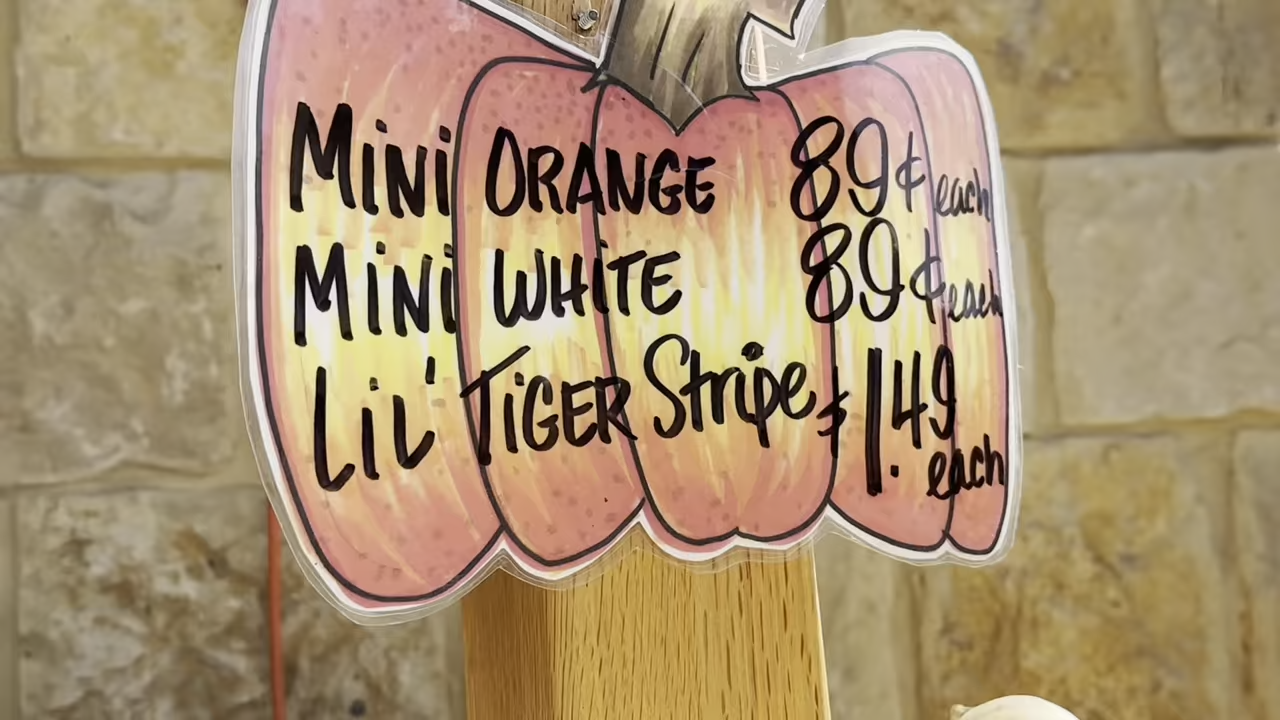 Mini ORANGE 89¢ each
Mini WHiTE 89¢ each
LiL' TiGER Stripe $1.49 each